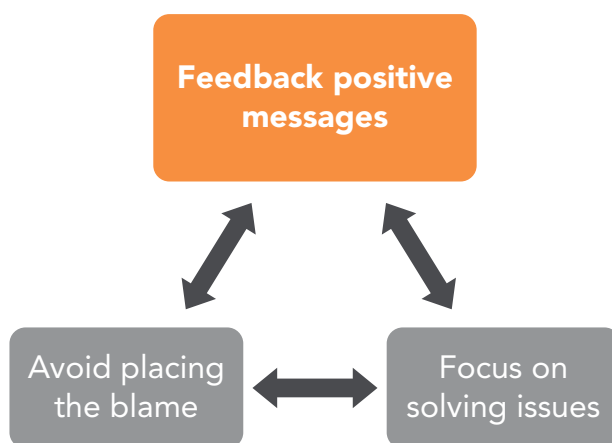 Feedback positive
messages
Avoid placing
the blame
Focus on
solving issues